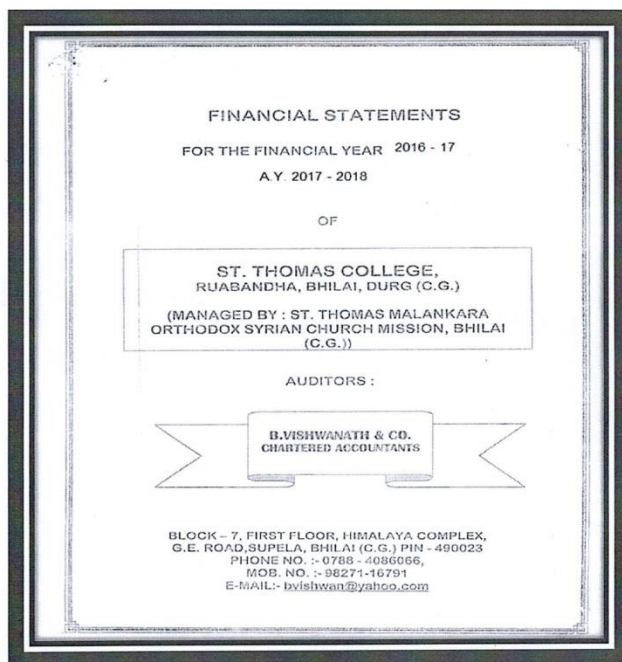 FINANCIAL STATEMENTS
FOR THE FINANCIAL YEAR 2016 - 17
A.Y. 2017 - 2018
OF
ST. THOMAS COLLEGE,
RUABANDHA, BHILAI, DURG (C.G.)
(MANAGED BY : ST. THOMAS MALANKARA
ORTHODOX SYRIAN CHURCH MISSION, BHILAI
(C.G.))
AUDITORS :
B.VISHWANATH & CO.
CHARTERED ACCOUNTANTS
BLOCK – 7, FIRST FLOOR, HIMALAYA COMPLEX,
G.E. ROAD,SUPELA, BHILAI (C.G.) PIN - 490023
PHONE NO. :- 0788 - 4086066,
MOB. NO. :- 98271-16791
E-MAIL:- bvishwan@yahoo.com